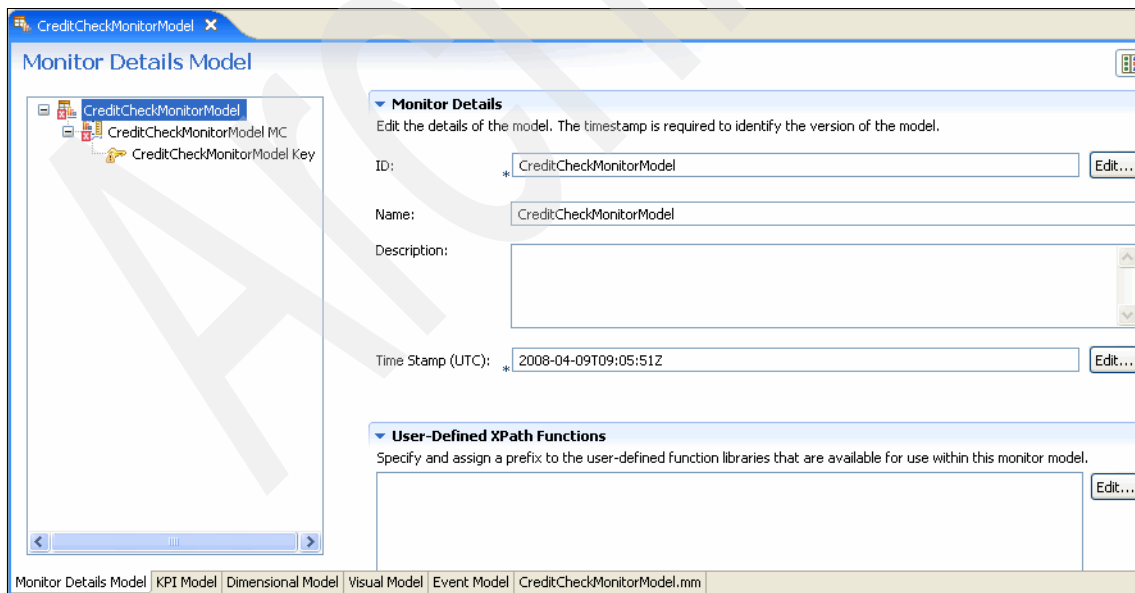 CreditCheckMonitorModel
Monitor Details Model
CreditCheckMonitorModel
CreditCheckMonitorModel MC
CreditCheckMonitorModel Key
Monitor Details
Edit the details of the model. The timestamp is required to identify the version of the model.
ID: * CreditCheckMonitorModel Edit...
Name: CreditCheckMonitorModel
Description:
Time Stamp (UTC): * 2008-04-09T09:05:51Z Edit...
User-Defined XPath Functions
Specify and assign a prefix to the user-defined function libraries that are available for use within this monitor model.
Edit...
Monitor Details Model KPI Model Dimensional Model Visual Model Event Model CreditCheckMonitorModel.mm